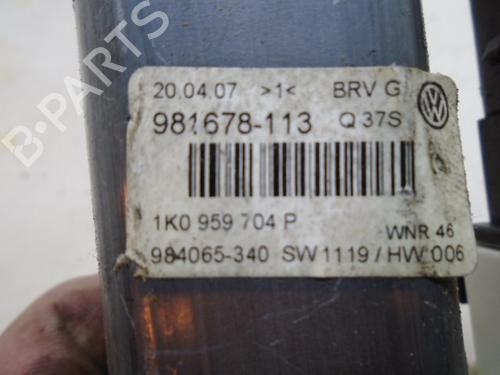 B-PARTS
20.04.07 >1< BRV G
981678-113 Q 37S
1K0 959 704 P
WNR 46
984065-340 SW1119 / HW 006